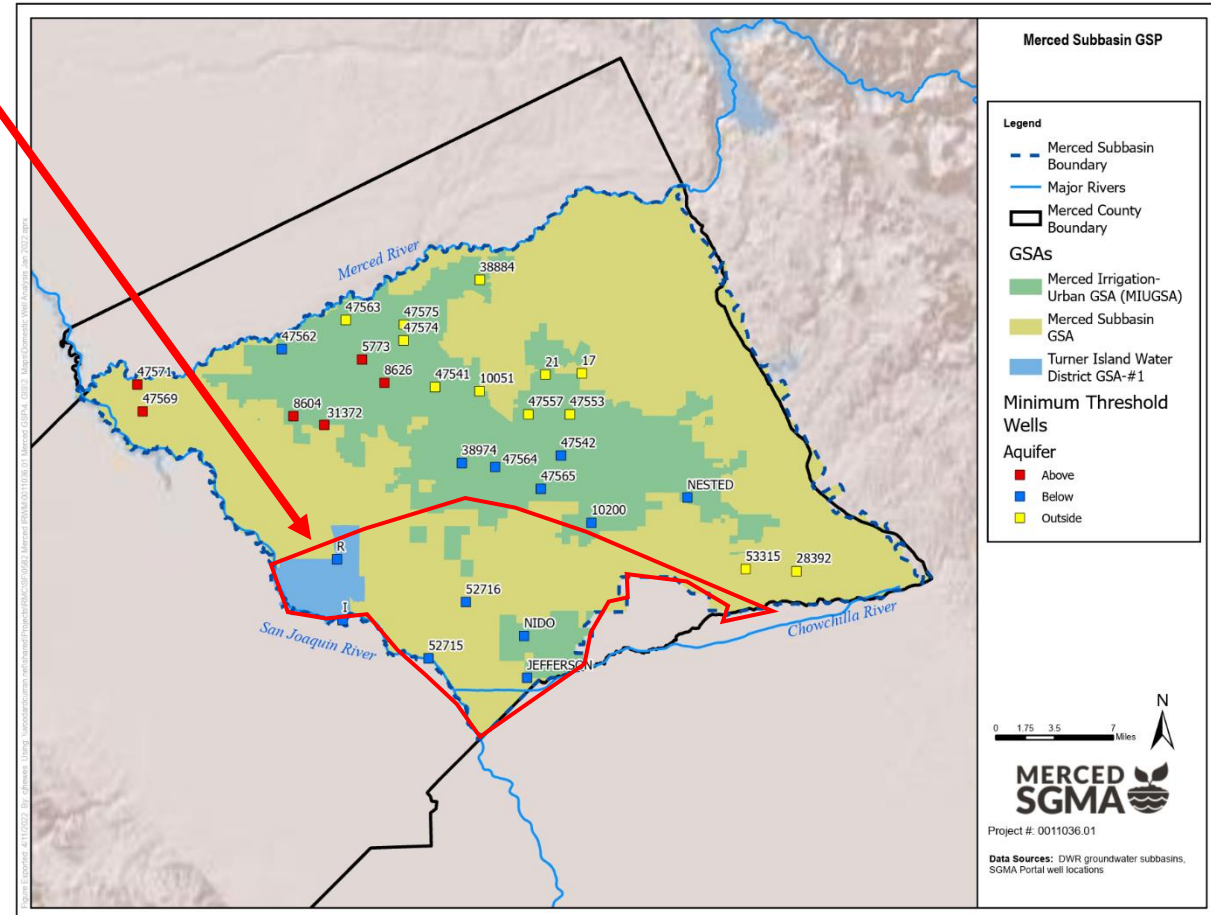 Merced Subbasin GSP
Legend
Merced Subbasin
Boundary
Major Rivers
Merced County
Boundary
GSAs
Merced Irrigation-
Urban GSA (MIUGSA)
Merced Subbasin
GSA
Turner Island Water
District GSA-#1
Minimum Threshold
Wells
Aquifer
Above
Below
Outside
Merced River
38884
47563
47575
47574
47562
5773
8626
47541
10051
21
17
47571
47569
8604
31372
47557
47553
38974
47564
47542
47565
NESTED
10200
R
53315
28392
52716
I
NIDO
San Joaquin River
Chowchilla River
52715
JEFFERSON
N
0 1.75 3.5 7
Miles
MERCED
SGMA
Project #: 0011036.01
Data Sources: DWR groundwater subbasins,
SGMA Portal well locations